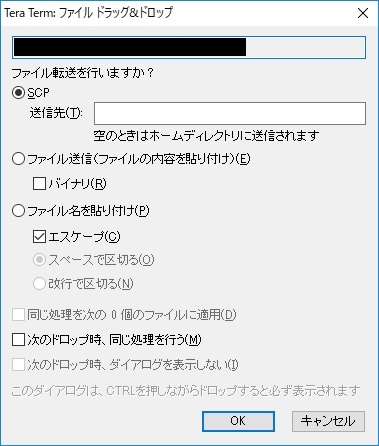 Tera Term: ファイル ドラッグ&ドロップ
ファイル転送を行いますか？
SCP
送信先(T):
空のときはホームディレクトリに送信されます
ファイル送信(ファイルの内容を貼り付け)(E)
バイナリ(R)
ファイル名を貼り付け(P)
エスケープ(C)
スペースで区切る(O)
改行で区切る(N)
同じ処理を次の 0 個のファイルに適用(D)
次のドロップ時、同じ処理を行う(M)
次のドロップ時、ダイアログを表示しない(I)
このダイアログは、CTRLを押しながらドロップすると必ず表示されます
OK
キャンセル